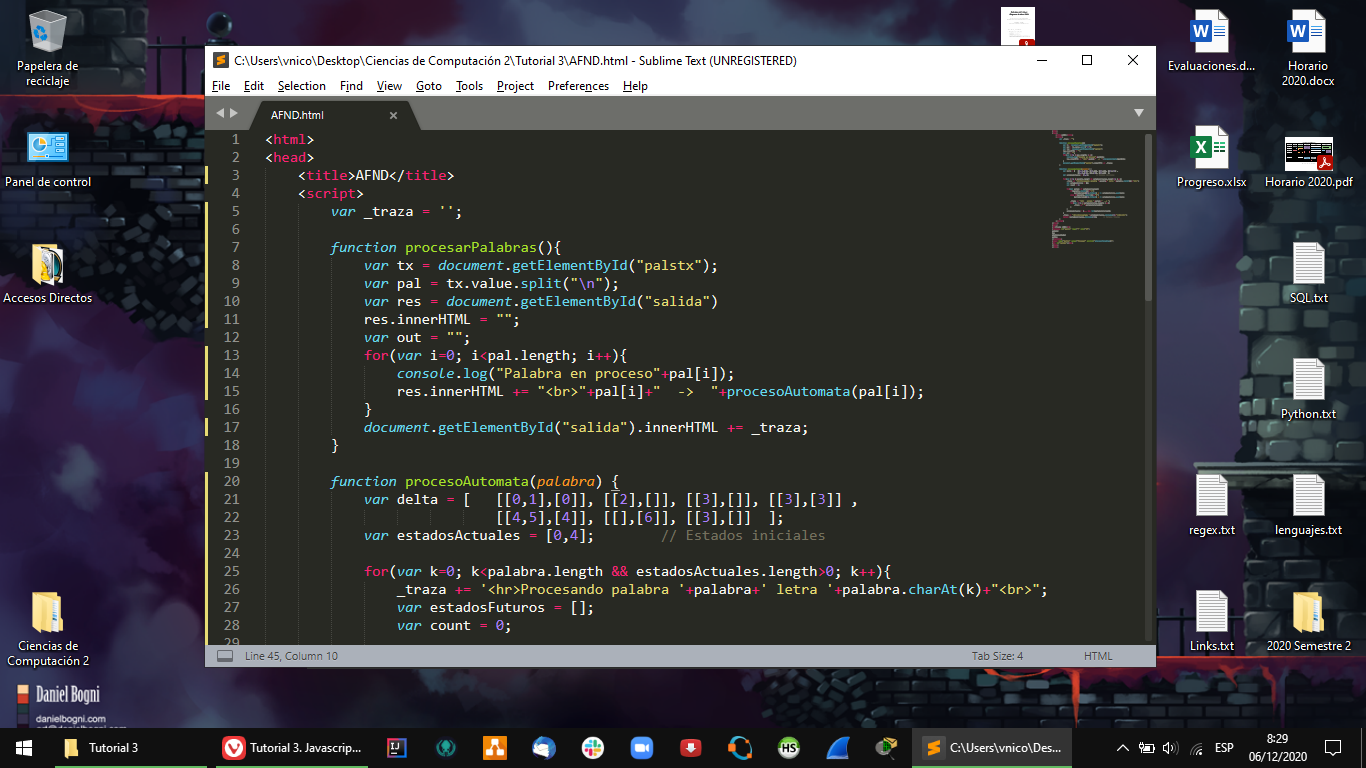 Papelera de
reciclaje
Panel de control
Accesos Directos
Ciencias de
Computación 2
Daniel Bogni
danielbogni.com
C:\Users\vnico\Desktop\Ciencias de Computación 2\Tutorial 3\AFND.html - Sublime Text (UNREGISTERED)
File Edit Selection Find View Goto Tools Project Preferences Help
AFND.html
1 <html>
2 <head>
3 <title>AFND</title>
4 <script>
5 var _traza = '';
6
7 function procesarPalabras(){
8 var tx = document.getElementById("palstx");
9 var pal = tx.value.split("\n");
10 var res = document.getElementById("salida")
11 res.innerHTML = "";
12 var out = "";
13 for(var i=0; i<pal.length; i++){
14 console.log("Palabra en proceso"+pal[i]);
15 res.innerHTML += "<br>"+pal[i]+"  ->  "+procesoAutomata(pal[i]);
16 }
17 document.getElementById("salida").innerHTML += _traza;
18 }
19
20 function procesoAutomata(palabra) {
21 var delta = [   [[0,1],[0]], [[2],[]], [[3],[]], [[3],[3]] ,
22 [[4,5],[4]], [[],[6]], [[3],[]]  ];
23 var estadosActuales = [0,4];        // Estados iniciales
24
25 for(var k=0; k<palabra.length && estadosActuales.length>0; k++){
26 _traza += '<hr>Procesando palabra '+palabra+' letra '+palabra.charAt(k)+"<br>";
27 var estadosFuturos = [];
28 var count = 0;
29
Line 45, Column 10
Tab Size: 4
HTML
Evaluaciones.d...
Horario
2020.docx
Progreso.xlsx
Horario 2020.pdf
SQL.txt
Python.txt
regex.txt
lenguajes.txt
Links.txt
2020 Semestre 2
Tutorial 3
Tutorial 3. Javascrip...
C:\Users\vnico\Des...
ESP
8:29
06/12/2020